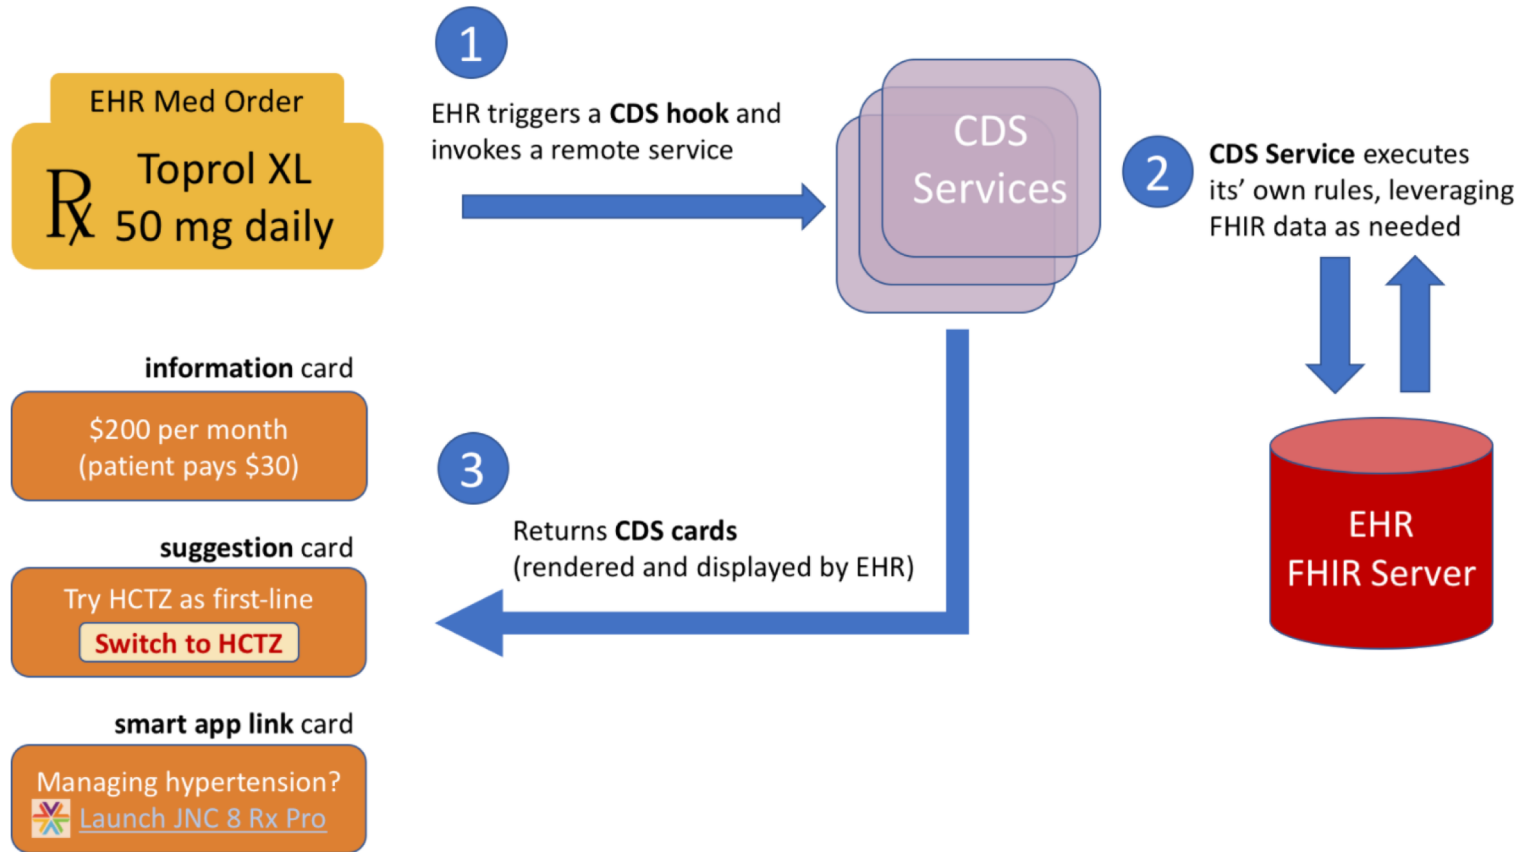 EHR Med Order
Rx Toprol XL
50 mg daily
1
EHR triggers a CDS hook and
invokes a remote service
CDS
Services
2
CDS Service executes
its’ own rules, leveraging
FHIR data as needed
EHR
FHIR Server
3
Returns CDS cards
(rendered and displayed by EHR)
information card
$200 per month
(patient pays $30)
suggestion card
Try HCTZ as first-line
Switch to HCTZ
smart app link card
Managing hypertension?
Launch JNC 8 Rx Pro